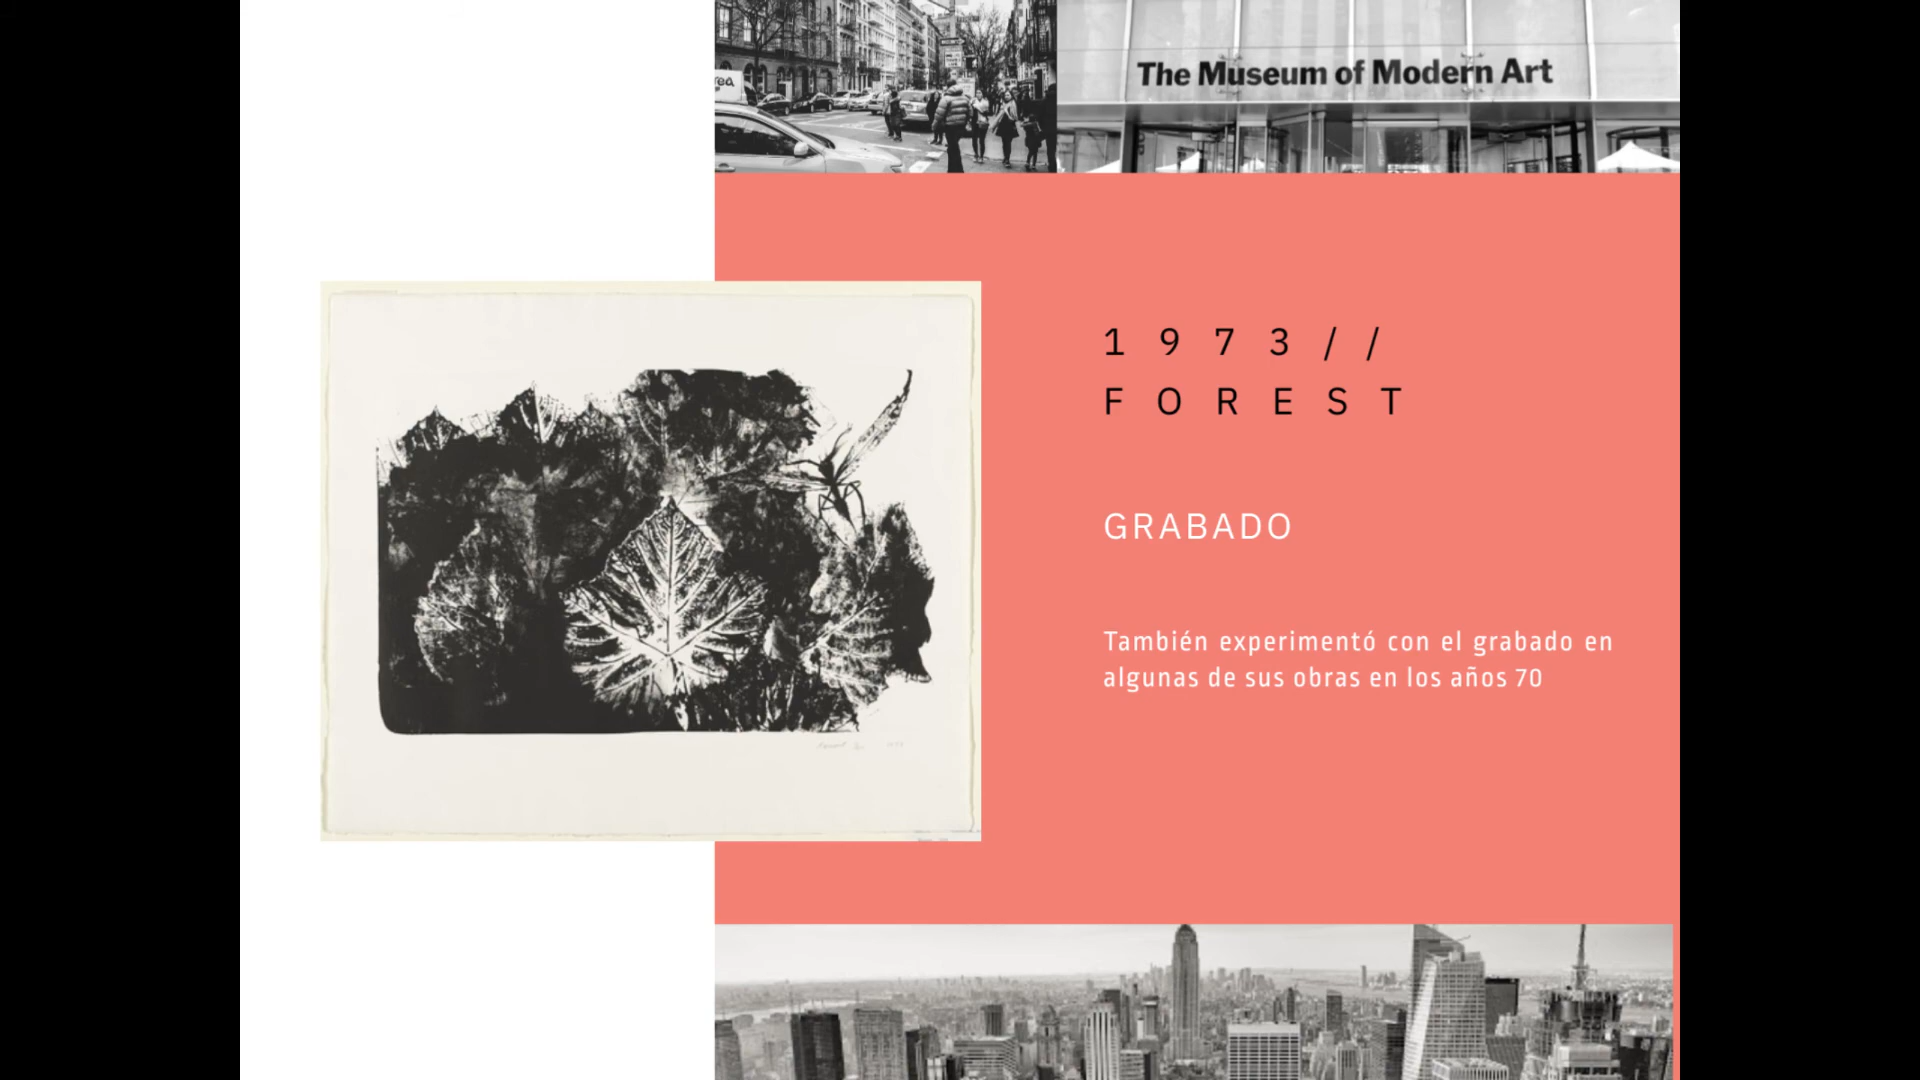 rea
The Museum of Modern Art
1 9 7 3 / /
F O R E S T
GRABADO
También experimentó con el grabado en
algunas de sus obras en los años 70